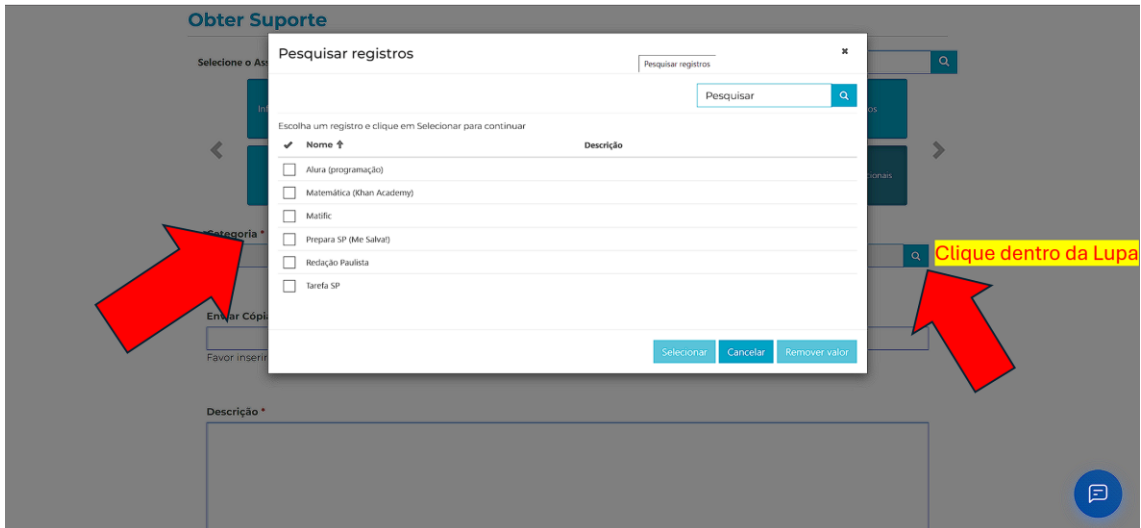 Obter Suporte
Pesquisar registros
Pesquisar registros
Selecione o
Pesquisar
Escolha um registro e clique em Selecionar para continuar
Nome
Descrição
Alura (programação)
Matemática (Khan Academy)
Matific
Prepara SP (Me Salva!)
Categoria *
Clique dentro da Lupa
Redação Paulista
Tarefa SP
Enviar
Favor inserir
Selecionar
Cancelar
Remover valor
Descrição *